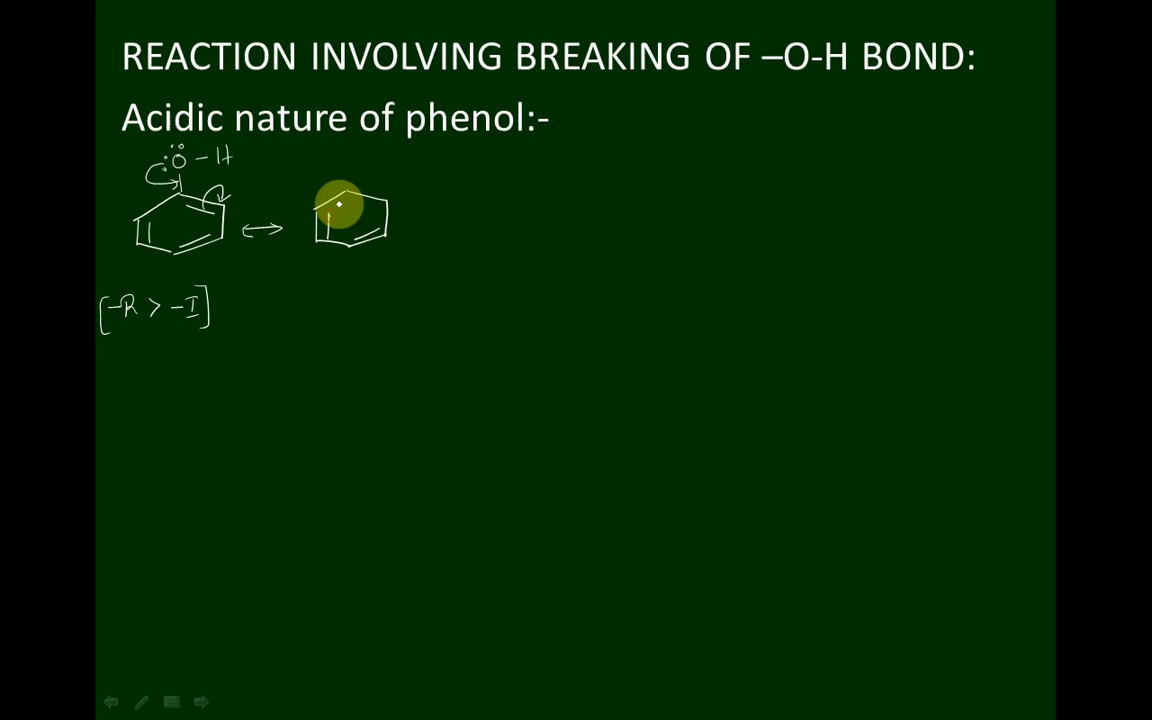 REACTION INVOLVING BREAKING OF –O-H BOND:
Acidic nature of phenol:-
:Ö – H
[–R > –I]